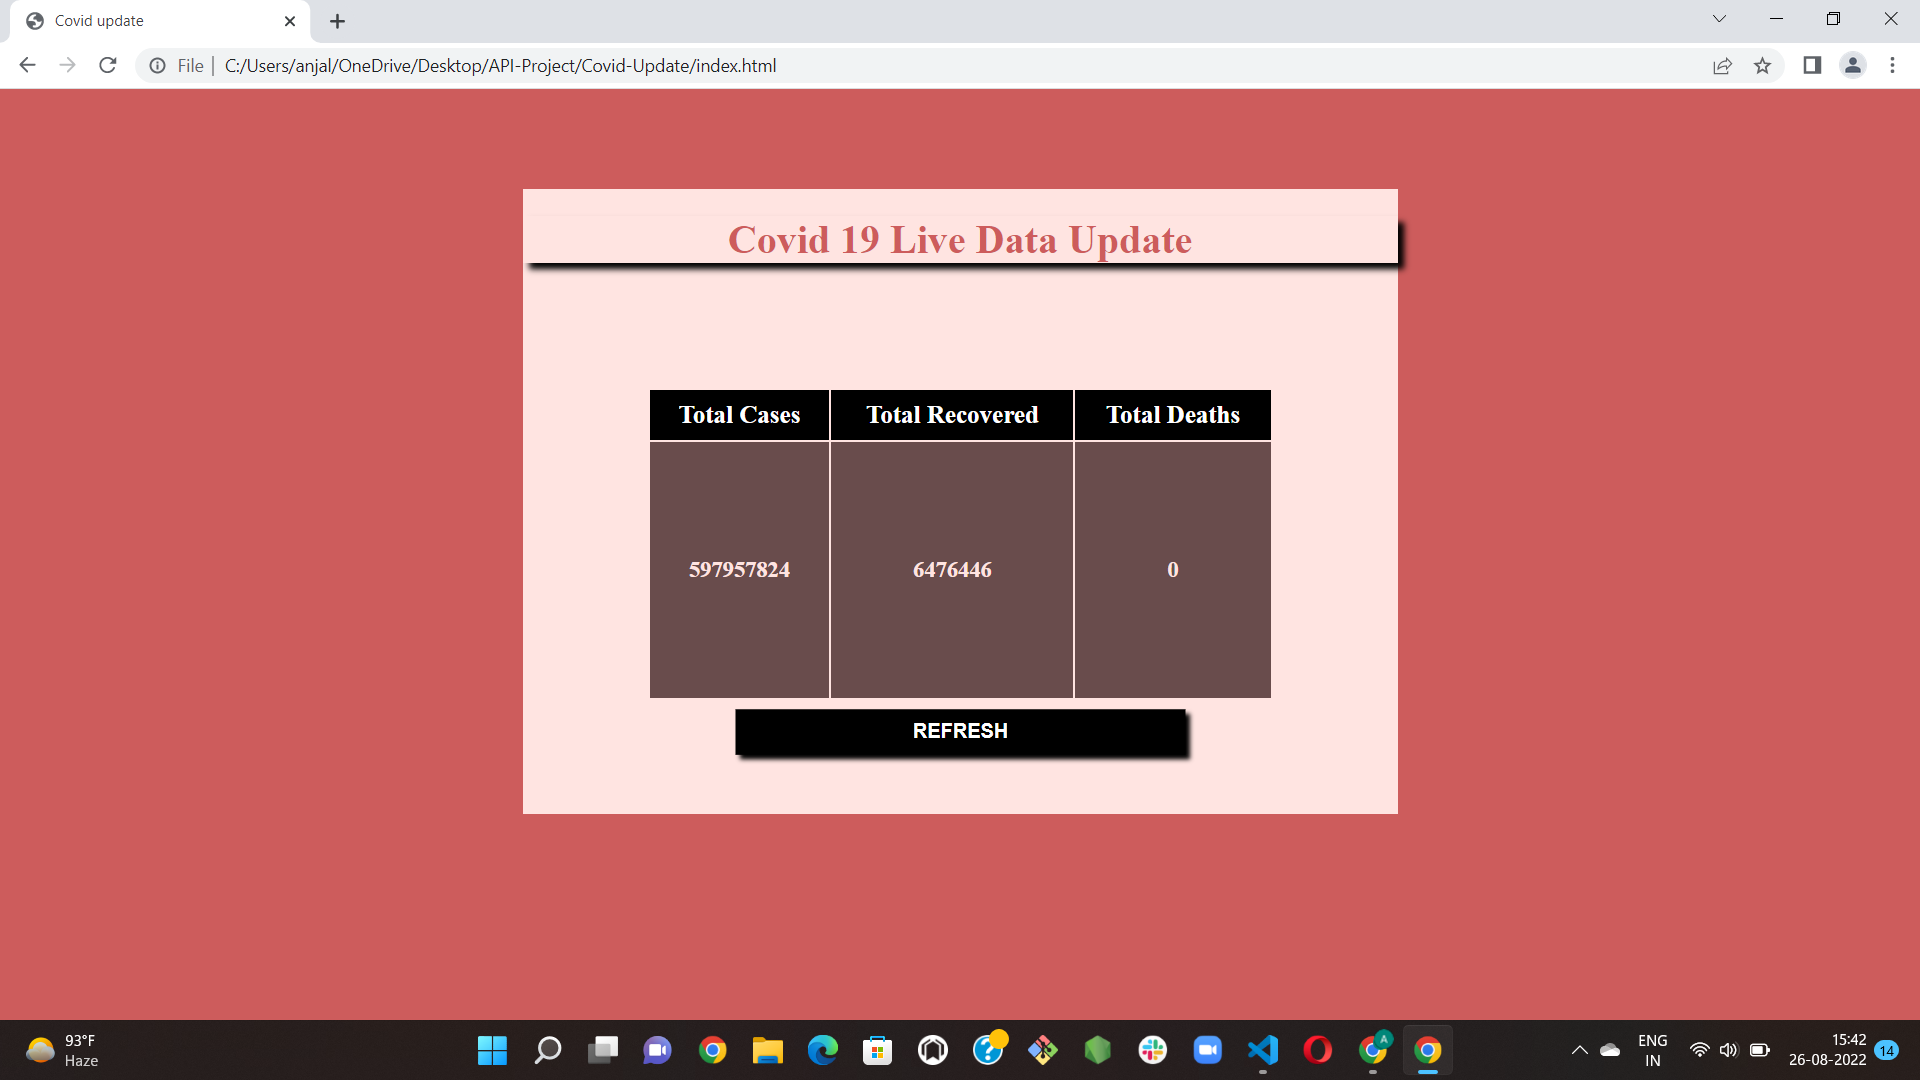 Covid update
File
C:/Users/anjal/OneDrive/Desktop/API-Project/Covid-Update/index.html
Covid 19 Live Data Update
Total Cases Total Recovered Total Deaths
597957824 6476446 0
REFRESH
93°F
Haze
A
ENG
IN
15:42
26-08-2022
14